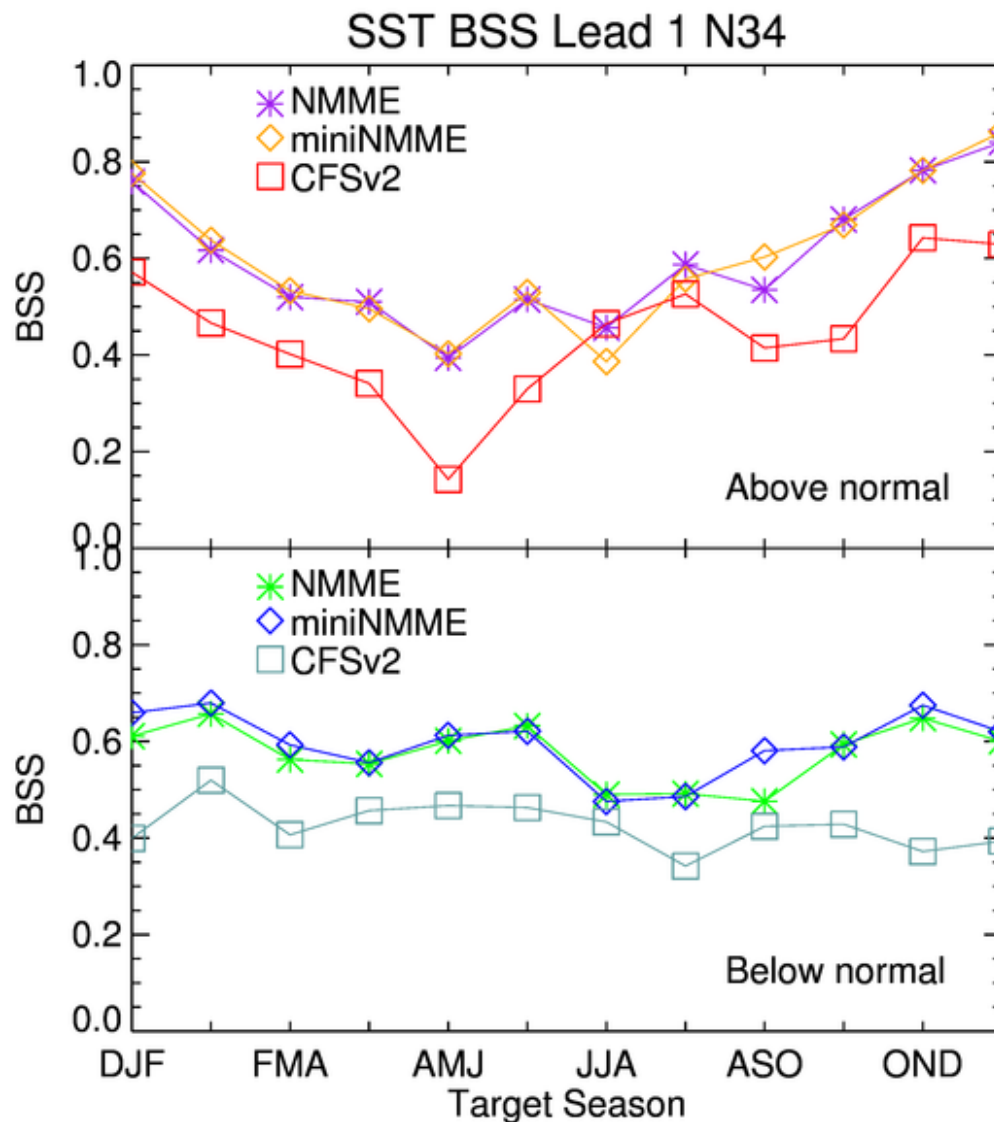 SST BSS Lead 1 N34
1.0
NMME
miniNMME
CFSv2
0.8
0.6
BSS
0.4
0.2
Above normal
0.0
1.0
NMME
miniNMME
CFSv2
0.8
0.6
BSS
0.4
0.2
Below normal
0.0
DJF FMA AMJ JJA ASO OND
Target Season